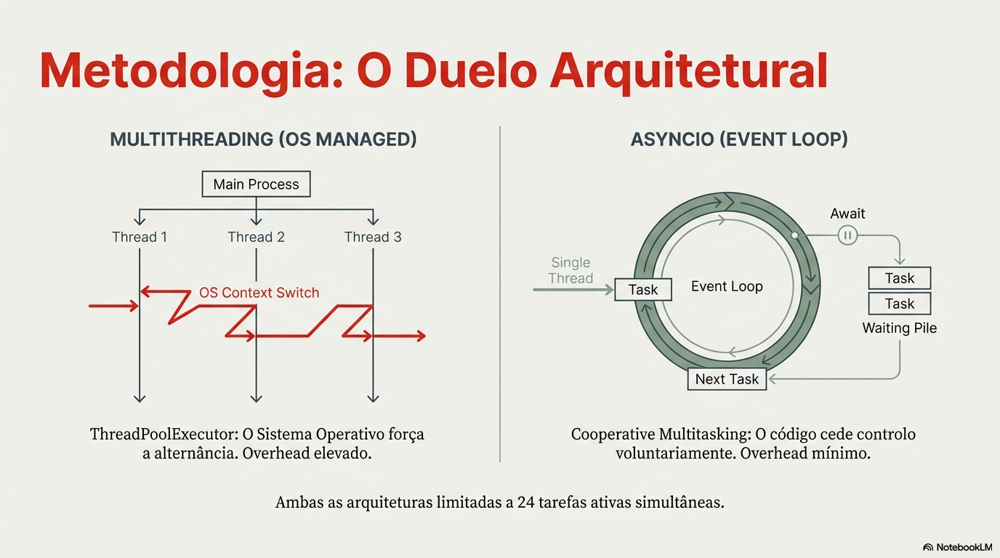 Metodologia: O Duelo Arquitetural
MULTITHREADING (OS MANAGED)
Main Process
Thread 1
Thread 2
Thread 3
OS Context Switch
ThreadPoolExecutor: O Sistema Operativo força
a alternância. Overhead elevado.
ASYNCIO (EVENT LOOP)
Await
Single
Thread
Task
Event Loop
Task
Task
Waiting Pile
Next Task
Cooperative Multitasking: O código cede controlo
voluntariamente. Overhead mínimo.
Ambas as arquiteturas limitadas a 24 tarefas ativas simultâneas.
NotebookLM